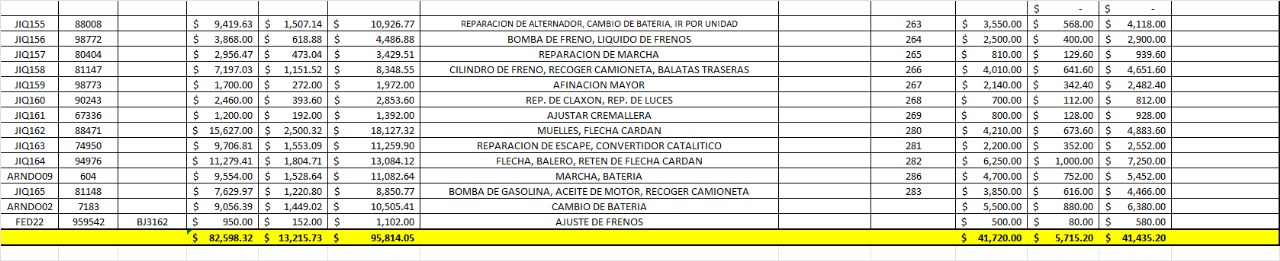 $ - $ -
JIQ155 88008 $ 9,419.63 $ 1,507.14 $ 10,926.77 REPARACION DE ALTERNADOR, CAMBIO DE BATERIA, IR POR UNIDAD 263 $ 3,550.00 $ 568.00 $ 4,118.00
JIQ156 98772 $ 3,868.00 $ 618.88 $ 4,486.88 BOMBA DE FRENO, LIQUIDO DE FRENOS 264 $ 2,500.00 $ 400.00 $ 2,900.00
JIQ157 80404 $ 2,956.47 $ 473.04 $ 3,429.51 REPARACION DE MARCHA 265 $ 810.00 $ 129.60 $ 939.60
JIQ158 81147 $ 7,197.03 $ 1,151.52 $ 8,348.55 CILINDRO DE FRENO, RECOGER CAMIONETA, BALATAS TRASERAS 266 $ 4,010.00 $ 641.60 $ 4,651.60
JIQ159 98773 $ 1,700.00 $ 272.00 $ 1,972.00 AFINACION MAYOR 267 $ 2,140.00 $ 342.40 $ 2,482.40
JIQ160 90243 $ 2,460.00 $ 393.60 $ 2,853.60 REP. DE CLAXON, REP. DE LUCES 268 $ 700.00 $ 112.00 $ 812.00
JIQ161 67336 $ 1,200.00 $ 192.00 $ 1,392.00 AJUSTAR CREMALLERA 269 $ 800.00 $ 128.00 $ 928.00
JIQ162 88471 $ 15,627.00 $ 2,500.32 $ 18,127.32 MUELLES, FLECHA CARDAN 280 $ 4,210.00 $ 673.60 $ 4,883.60
JIQ163 74950 $ 9,706.81 $ 1,553.09 $ 11,259.90 REPARACION DE ESCAPE, CONVERTIDOR CATALITICO 281 $ 2,200.00 $ 352.00 $ 2,552.00
JIQ164 94976 $ 11,279.41 $ 1,804.71 $ 13,084.12 FLECHA, BALERO, RETEN DE FLECHA CARDAN 282 $ 6,250.00 $ 1,000.00 $ 7,250.00
ARNDO09 604 $ 9,554.00 $ 1,528.64 $ 11,082.64 MARCHA, BATERIA 286 $ 4,700.00 $ 752.00 $ 5,452.00
JIQ165 81148 $ 7,629.97 $ 1,220.80 $ 8,850.77 BOMBA DE GASOLINA, ACEITE DE MOTOR, RECOGER CAMIONETA 283 $ 3,850.00 $ 616.00 $ 4,466.00
ARNDO02 7183 $ 9,056.39 $ 1,449.02 $ 10,505.41 CAMBIO DE BATERIA $ 5,500.00 $ 880.00 $ 6,380.00
FED22 959542 BJ3162 $ 950.00 $ 152.00 $ 1,102.00 AJUSTE DE FRENOS $ 500.00 $ 80.00 $ 580.00
$ 82,598.32 $ 13,215.73 $ 95,814.05 $ 41,720.00 $ 5,715.20 $ 41,435.20